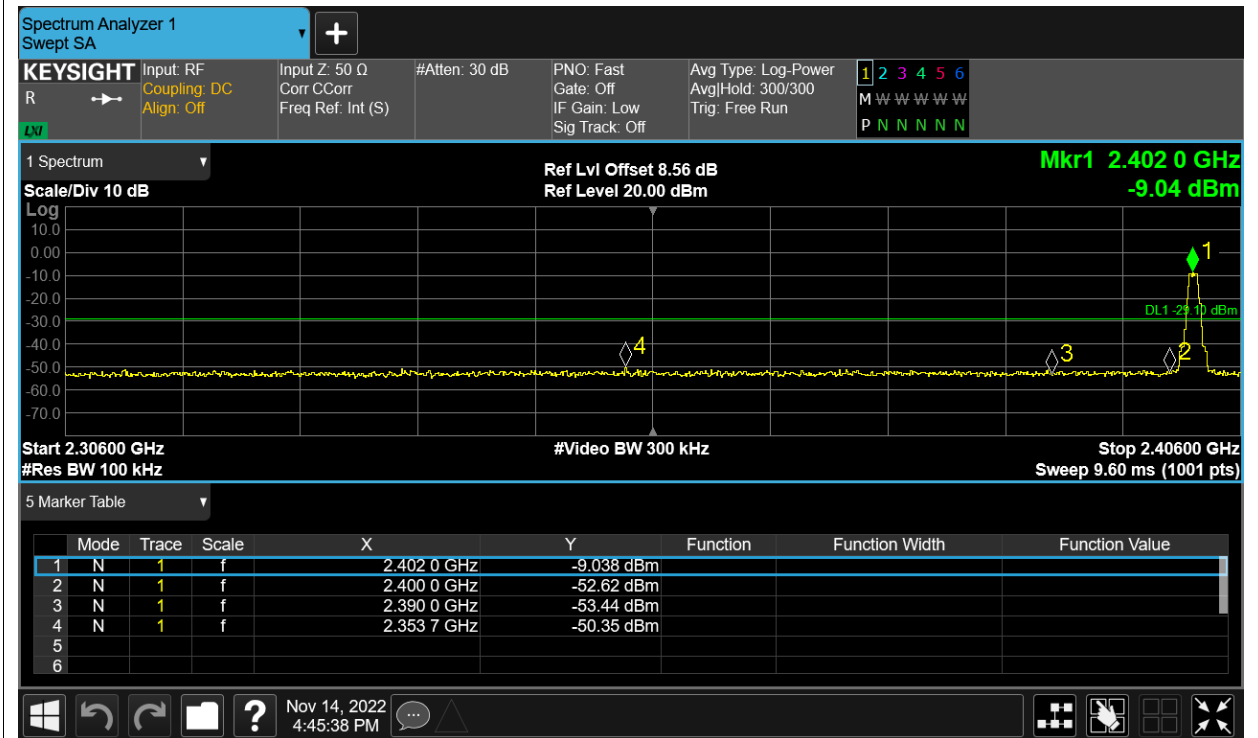 Spectrum Analyzer 1
Swept SA
+
KEYSIGHT
R
LXI
Input: RF
Coupling: DC
Align: Off
Input Z: 50 Ω
Corr CCorr
Freq Ref: Int (S)
#Atten: 30 dB
PNO: Fast
Gate: Off
IF Gain: Low
Sig Track: Off
Avg Type: Log-Power
Avg|Hold: 300/300
Trig: Free Run
1 2 3 4 5 6
M W W W W W
P N N N N N
1 Spectrum
Scale/Div 10 dB
Ref Lvl Offset 8.56 dB
Ref Level 20.00 dBm
Mkr1 2.402 0 GHz
-9.04 dBm
Log
10.0
0.00
-10.0
-20.0
-30.0
-40.0
-50.0
-60.0
-70.0
1
DL1 -29.10 dBm
4
3
2
Start 2.30600 GHz
#Res BW 100 kHz
#Video BW 300 kHz
Stop 2.40600 GHz
Sweep 9.60 ms (1001 pts)
5 Marker Table
Mode Trace Scale X Y Function Function Width Function Value
1 N 1 f 2.402 0 GHz -9.038 dBm
2 N 1 f 2.400 0 GHz -52.62 dBm
3 N 1 f 2.390 0 GHz -53.44 dBm
4 N 1 f 2.353 7 GHz -50.35 dBm
5
6
?
Nov 14, 2022
4:45:38 PM